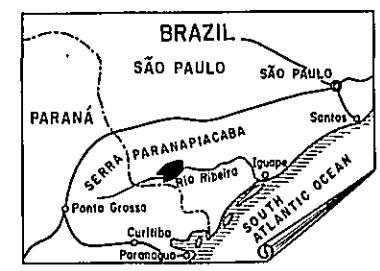 BRAZIL
SÃO PAULO
SÃO PAULO
PARANÁ
Santos
SERRA PARANAPIACABA
Iguape
Rio Ribeira
SOUTH
ATLANTIC OCEAN
Ponta Grossa
Curitiba
Paranagua